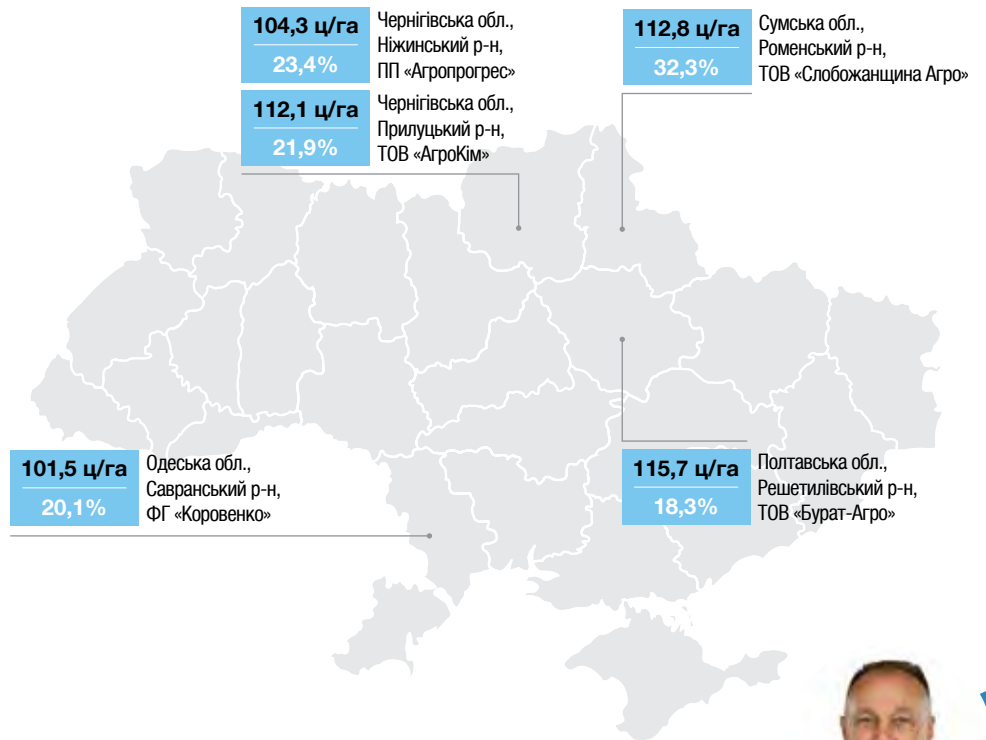 104,3 ц/га
23,4%
Чернігівська обл.,
Ніжинський р-н,
ПП «Агропрогрес»
112,1 ц/га
21,9%
Чернігівська обл.,
Прилуцький р-н,
ТОВ «АгроКім»
112,8 ц/га
32,3%
Сумська обл.,
Роменський р-н,
ТОВ «Слобожанщина Агро»
101,5 ц/га
20,1%
Одеська обл.,
Савранський р-н,
ФГ «Коровенко»
115,7 ц/га
18,3%
Полтавська обл.,
Решетилівський р-н,
ТОВ «Бурат-Агро»